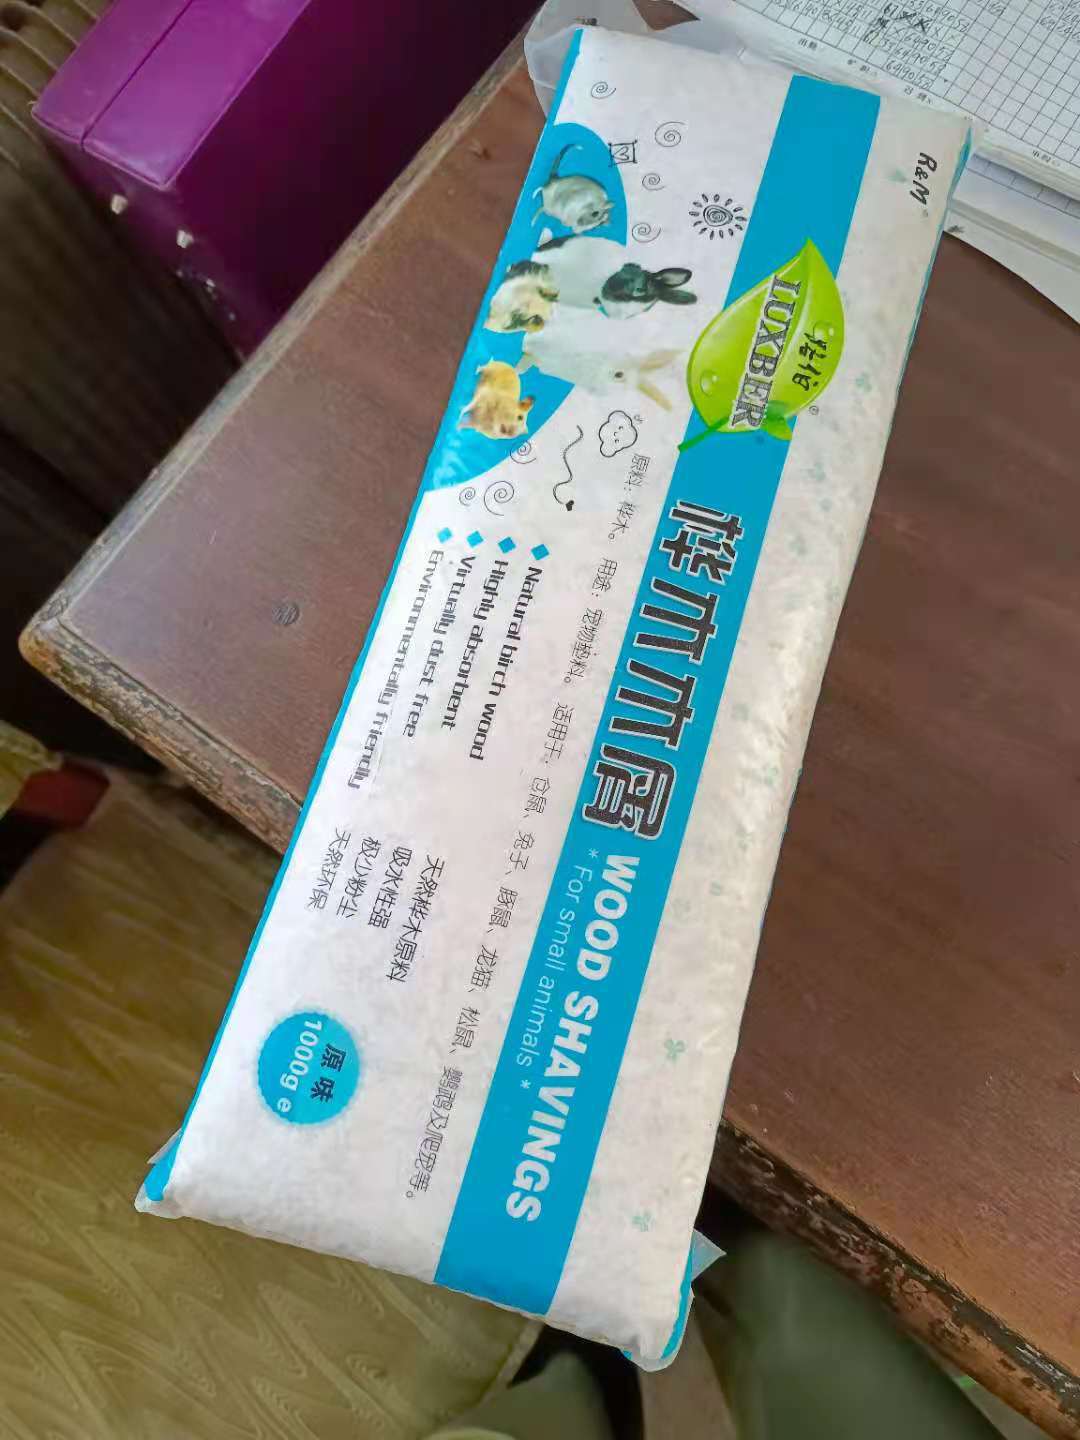 R&M
LUXBER
桦木木屑
WOOD SHAVINGS
* For small animals *
原料：桦木。 用途：宠物垫料。 适用于：仓鼠、兔子、豚鼠、龙猫、松鼠、鹦鹉及爬宠等。
Natural birch wood
Highly absorbent
Virtually dust free
Environmentally friendly
天然桦木原料
吸水性强
极少粉尘
天然环保
原味
1000g e